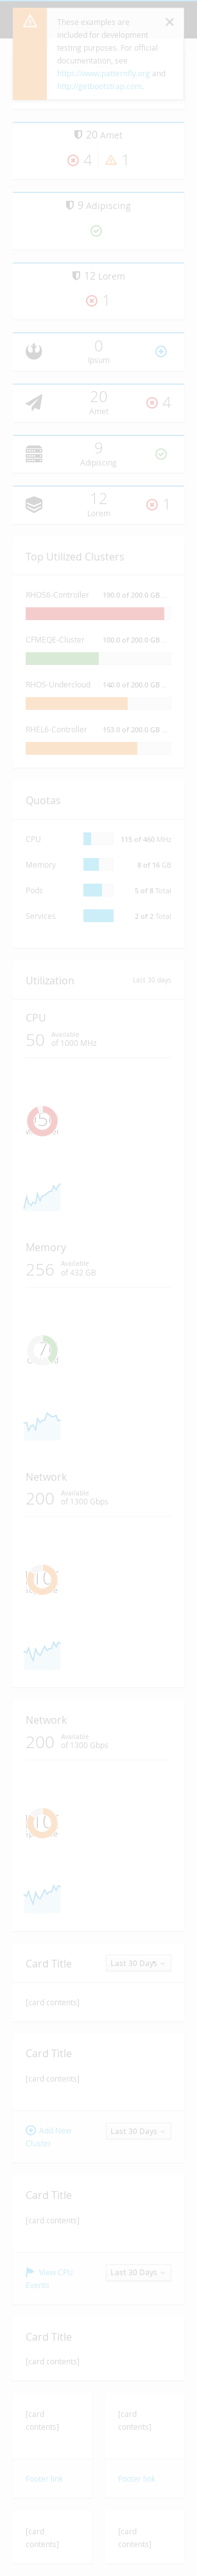 These examples are
included for development
testing purposes. For official
documentation, see
https://www.patternfly.org and
http://getbootstrap.com.
20 Amet
4 1
9 Adipiscing
12 Lorem
1
0
Ipsum
20
Amet
4
9
Adipiscing
12
Lorem
1
Top Utilized Clusters
RHOS6-Controller 190.0 of 200.0 GB ...
CFMEQE-Cluster 100.0 of 200.0 GB ...
RHOS-Undercloud 140.0 of 200.0 GB ...
RHEL6-Controller 153.0 of 200.0 GB ...
Quotas
CPU 115 of 460 MHz
Memory 8 of 16 GB
Pods 5 of 8 Total
Services 2 of 2 Total
Utilization Last 30 days
CPU
50 Available
of 1000 MHz
Memory
256 Available
of 432 GB
Network
200 Available
of 1300 Gbps
Network
200 Available
of 1300 Gbps
Card Title Last 30 Days
[card contents]
Card Title
[card contents]
Add New
Cluster
Last 30 Days
Card Title
[card contents]
View CPU
Events
Last 30 Days
Card Title
[card contents]
[card
contents]
[card
contents]
Footer link Footer link
[card
contents]
[card
contents]